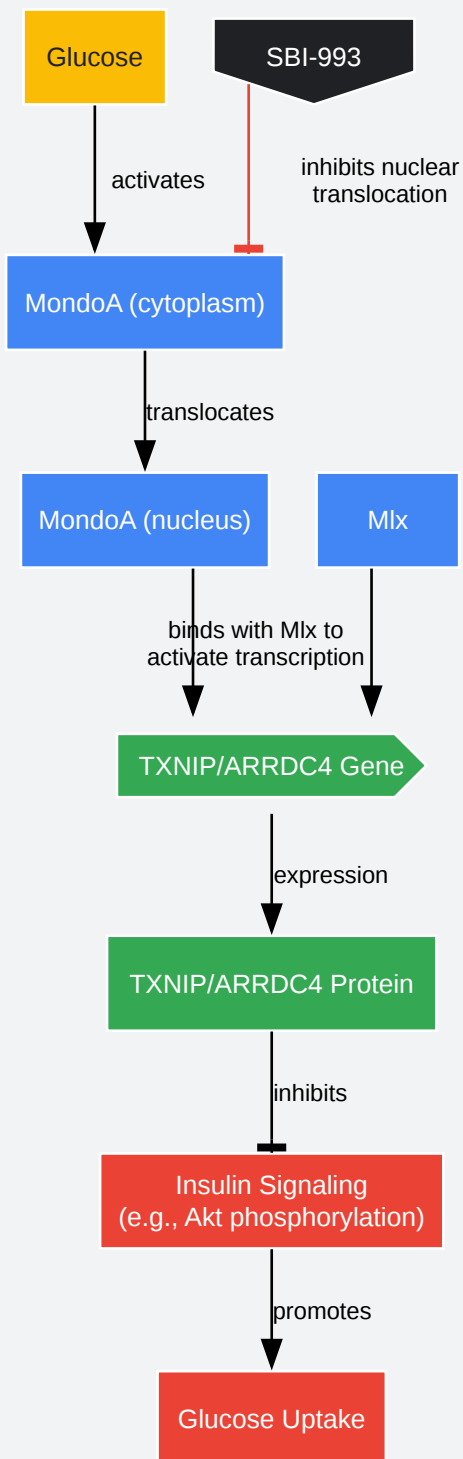 Glucose
SBI-993
activates
inhibits nuclear
translocation
MondoA (cytoplasm)
translocates
MondoA (nucleus)
Mlx
binds with Mlx to
activate transcription
TXNIP/ARRDC4 Gene
expression
TXNIP/ARRDC4 Protein
inhibits
Insulin Signaling
(e.g., Akt phosphorylation)
promotes
Glucose Uptake